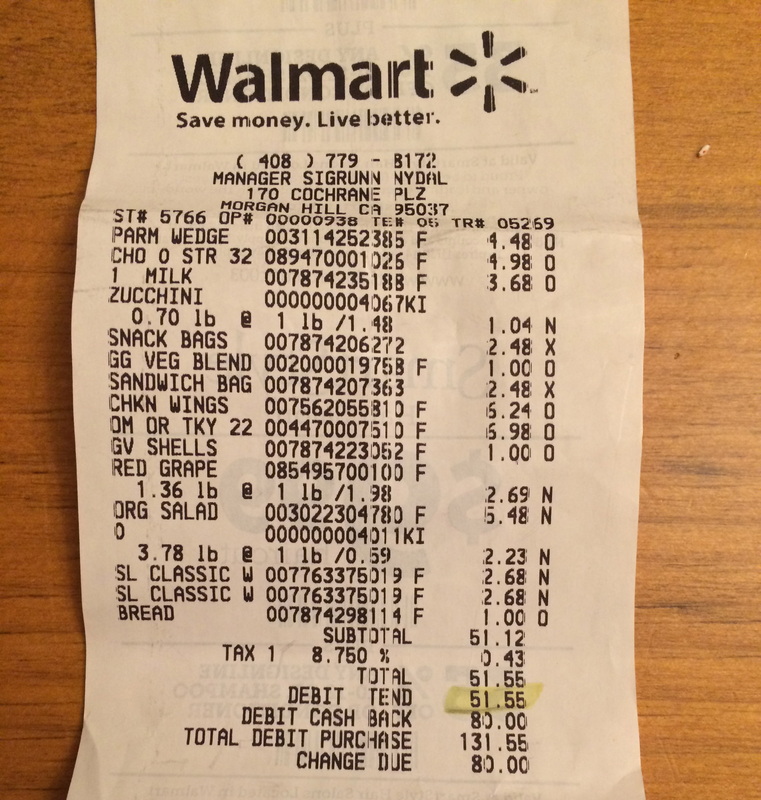 Walmart
Save money. Live better.
( 408 ) 779 - 8172
MANAGER SIGRUNN NYDAL
170 COCHRANE PLZ
MORGAN HILL CA 95037
ST# 5766 OP# 00000938 TE# 05 TR# 05269
PARM WEDGE 003114252385 F 4.48 O
CHO O STR 32 089470001026 F 4.98 O
1 MILK 007874235188 F 3.68 O
ZUCCHINI 000000004067KI
0.70 lb @ 1 lb /1.48 1.04 N
SNACK BAGS 007874206272 2.48 X
GG VEG BLEND 002000019758 F 1.00 O
SANDWICH BAG 007874207363 2.48 X
CHKN WINGS 007562055810 F 6.24 O
OM OR TKY 22 004470007510 F 6.98 O
GV SHELLS 007874223062 F 1.00 O
RED GRAPE 085495700100 F
1.36 lb @ 1 lb /1.98 2.69 N
ORG SALAD 003022304780 F 5.48 N
O 000000004011KI
3.78 lb @ 1 lb /0.59 2.23 N
SL CLASSIC W 007763375019 F 2.68 N
SL CLASSIC W 007763375019 F 2.68 N
BREAD 007874298114 F 1.00 O
SUBTOTAL 51.12
TAX 1 8.750 % 0.43
TOTAL 51.55
DEBIT TEND 51.55
DEBIT CASH BACK 80.00
TOTAL DEBIT PURCHASE 131.55
CHANGE DUE 80.00